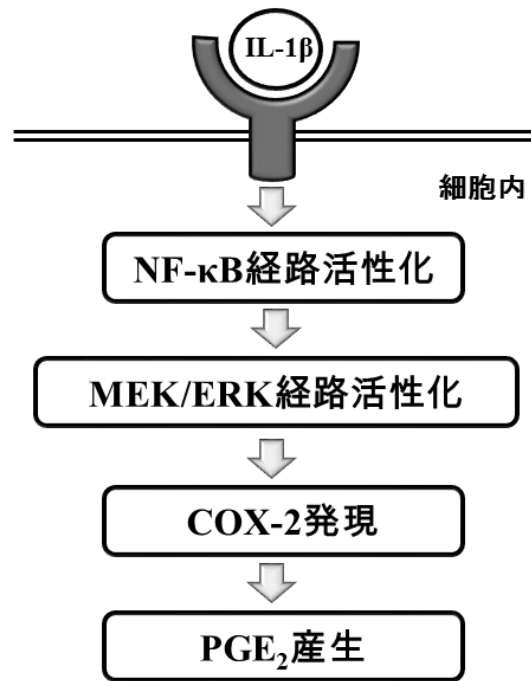 IL-1β
細胞内
NF-κB経路活性化
MEK/ERK経路活性化
COX-2発現
PGE₂産生